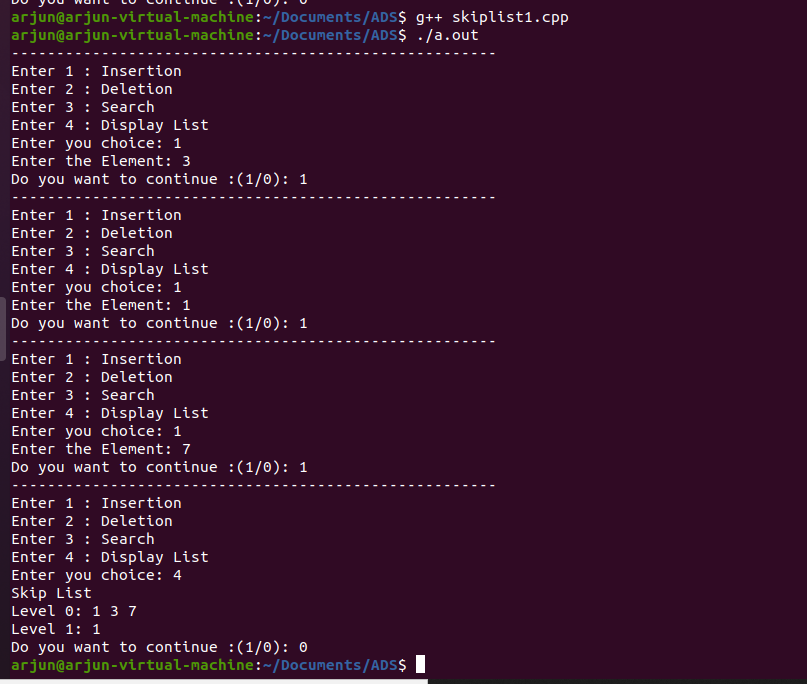 Do you want to continue :(1/0): 0
arjun@arjun-virtual-machine:~/Documents/ADS$ g++ skiplist1.cpp
arjun@arjun-virtual-machine:~/Documents/ADS$ ./a.out
------------------------------------------------------
Enter 1 : Insertion
Enter 2 : Deletion
Enter 3 : Search
Enter 4 : Display List
Enter you choice: 1
Enter the Element: 3
Do you want to continue :(1/0): 1
------------------------------------------------------
Enter 1 : Insertion
Enter 2 : Deletion
Enter 3 : Search
Enter 4 : Display List
Enter you choice: 1
Enter the Element: 1
Do you want to continue :(1/0): 1
------------------------------------------------------
Enter 1 : Insertion
Enter 2 : Deletion
Enter 3 : Search
Enter 4 : Display List
Enter you choice: 1
Enter the Element: 7
Do you want to continue :(1/0): 1
------------------------------------------------------
Enter 1 : Insertion
Enter 2 : Deletion
Enter 3 : Search
Enter 4 : Display List
Enter you choice: 4
Skip List
Level 0: 1 3 7
Level 1: 1
Do you want to continue :(1/0): 0
arjun@arjun-virtual-machine:~/Documents/ADS$